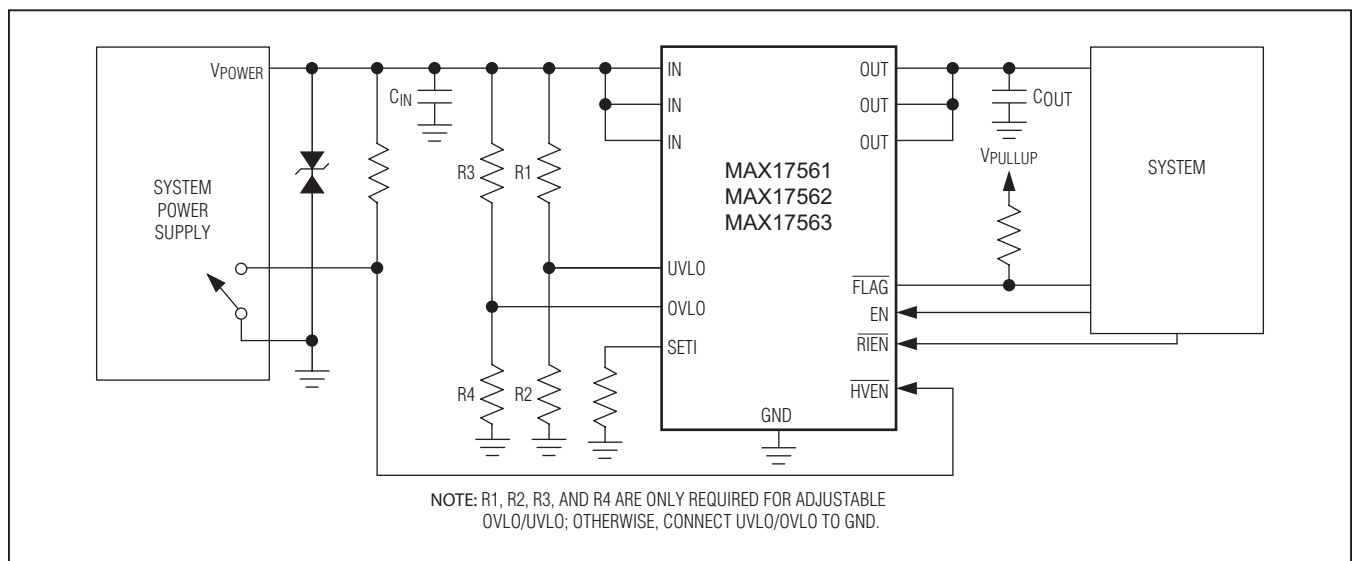 VPOWER
SYSTEM
POWER
SUPPLY
CIN
R3
R1
R4
R2
IN
IN
IN
UVLO
OVLO
SETI
MAX17561
MAX17562
MAX17563
GND
OUT
OUT
OUT
FLAG
EN
RIEN
HVEN
COUT
VPULLUP
SYSTEM
NOTE: R1, R2, R3, AND R4 ARE ONLY REQUIRED FOR ADJUSTABLE
OVLO/UVLO; OTHERWISE, CONNECT UVLO/OVLO TO GND.